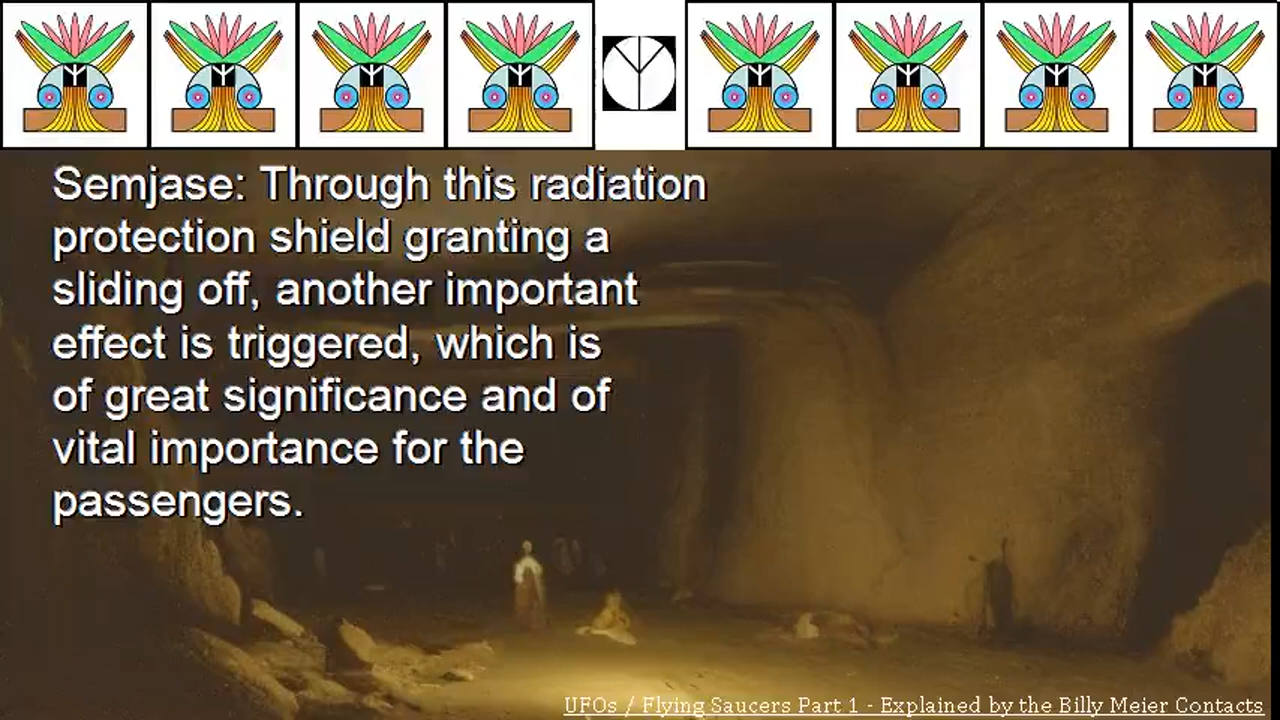 Semjase: Through this radiation
protection shield granting a
sliding off, another important
effect is triggered, which is
of great significance and of
vital importance for the
passengers.
UFOs / Flying Saucers Part 1 - Explained by the Billy Meier Contacts